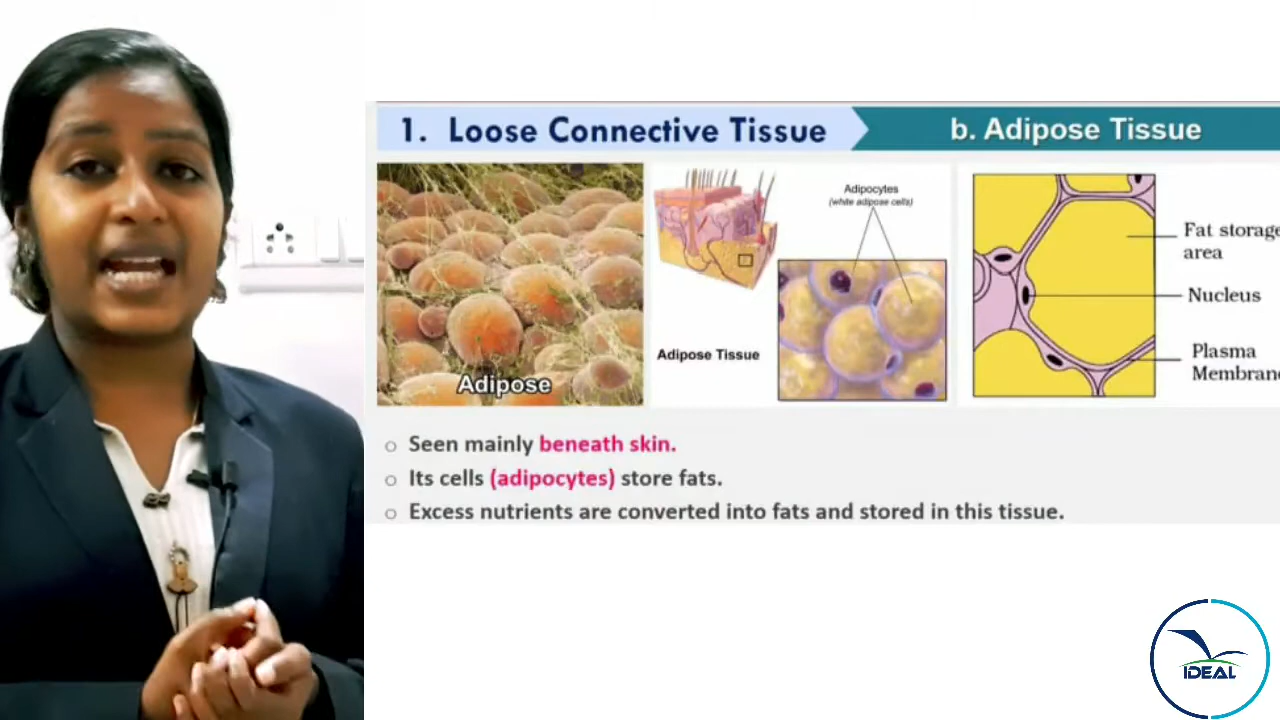 1. Loose Connective Tissue
b. Adipose Tissue
Adipose
Adipocytes
(white adipose cells)
Adipose Tissue
Fat storage
area
Nucleus
Plasma
Membrane
○ Seen mainly beneath skin.
○ Its cells (adipocytes) store fats.
○ Excess nutrients are converted into fats and stored in this tissue.
IDEAL